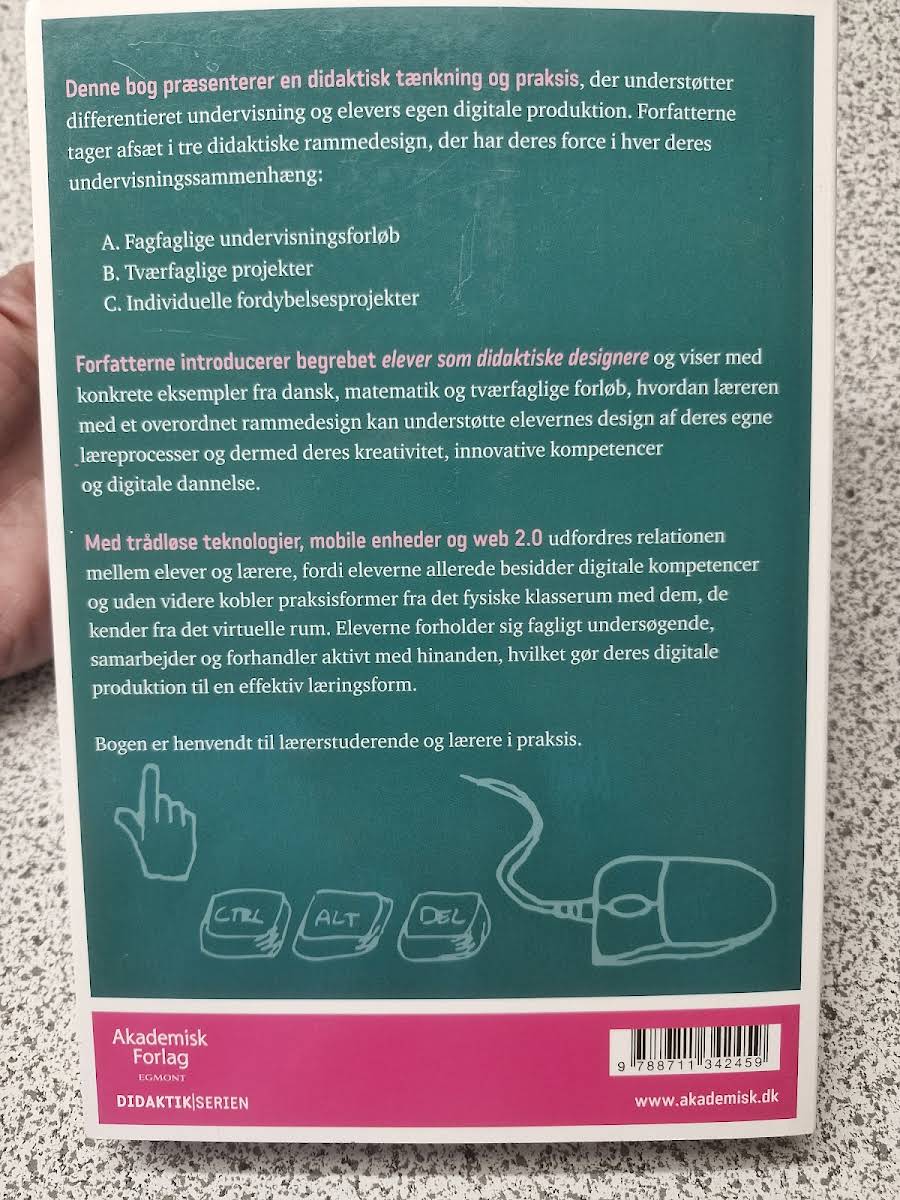 Denne bog præsenterer en didaktisk tænkning og praksis, der understøtter
differentieret undervisning og elevers egen digitale produktion. Forfatterne
tager afsæt i tre didaktiske rammedesign, der har deres force i hver deres
undervisningssammenhæng:
A. Fagfaglige undervisningsforløb
B. Tværfaglige projekter
C. Individuelle fordybelsesprojekter
Forfatterne introducerer begrebet elever som didaktiske designere og viser med
konkrete eksempler fra dansk, matematik og tværfaglige forløb, hvordan læreren
med et overordnet rammedesign kan understøtte elevernes design af deres egne
læreprocesser og dermed deres kreativitet, innovative kompetencer
og digitale dannelse.
Med trådløse teknologier, mobile enheder og web 2.0 udfordres relationen
mellem elever og lærere, fordi eleverne allerede besidder digitale kompetencer
og uden videre kobler praksisformer fra det fysiske klasserum med dem, de
kender fra det virtuelle rum. Eleverne forholder sig fagligt undersøgende,
samarbejder og forhandler aktivt med hinanden, hvilket gør deres digitale
produktion til en effektiv læringsform.
Bogen er henvendt til lærerstuderende og lærere i praksis.
CTRL ALT DEL
Akademisk
Forlag
EGMONT
DIDAKTIK|SERIEN
9 788711 342459
www.akademisk.dk